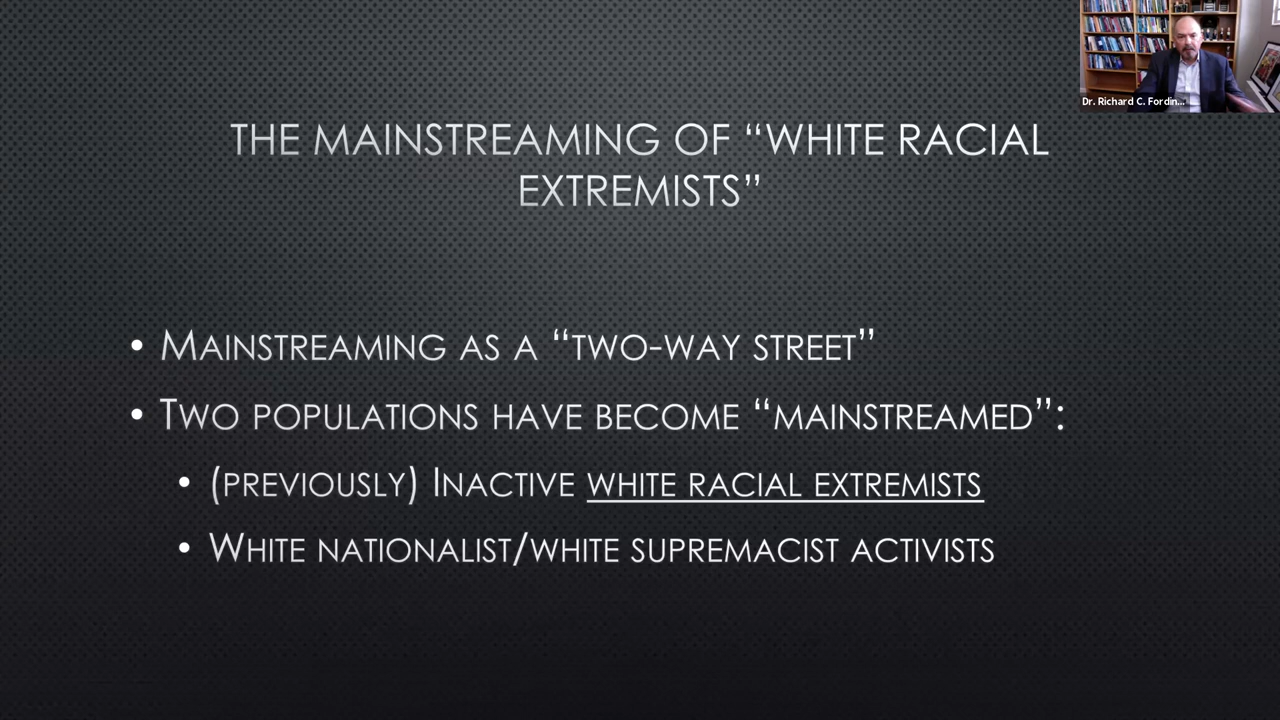 Dr. Richard C. Fordin...
THE MAINSTREAMING OF “WHITE RACIAL
EXTREMISTS”
• MAINSTREAMING AS A “TWO-WAY STREET”
• TWO POPULATIONS HAVE BECOME “MAINSTREAMED”:
• (PREVIOUSLY) INACTIVE WHITE RACIAL EXTREMISTS
• WHITE NATIONALIST/WHITE SUPREMACIST ACTIVISTS